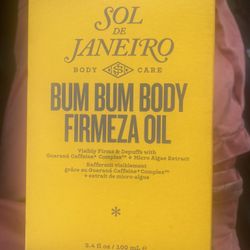 SOL
DE
JANEIRO
BODY CARE
BUM BUM BODY
FIRMEZA OIL
Visibly Firms & Depuffs with
Guaraná Caffeine* Complex™ + Micro Algae Extract
Raffermit visiblement
grâce au Guaraná Caffeine* Complex™
+ extrait de micro-algue
*
3.4 fl oz / 100 mL e